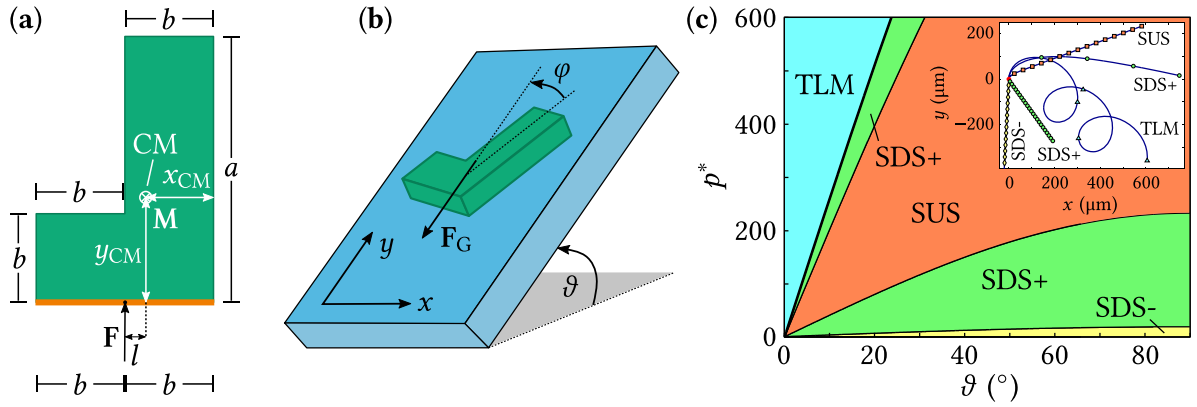 (a)
b
CM
x_CM
a
M
b
b
y_CM
F
l
b
b
(b)
φ
F_G
y
x
ϑ
(c)
600
400
200
0
p*
TLM
SDS+
SUS
SDS+
SDS-
0
20
40
60
80
ϑ (°)
200
0
−200
y (μm)
SUS
SDS+
TLM
SDS-
SDS+
0
200
400
600
x (μm)